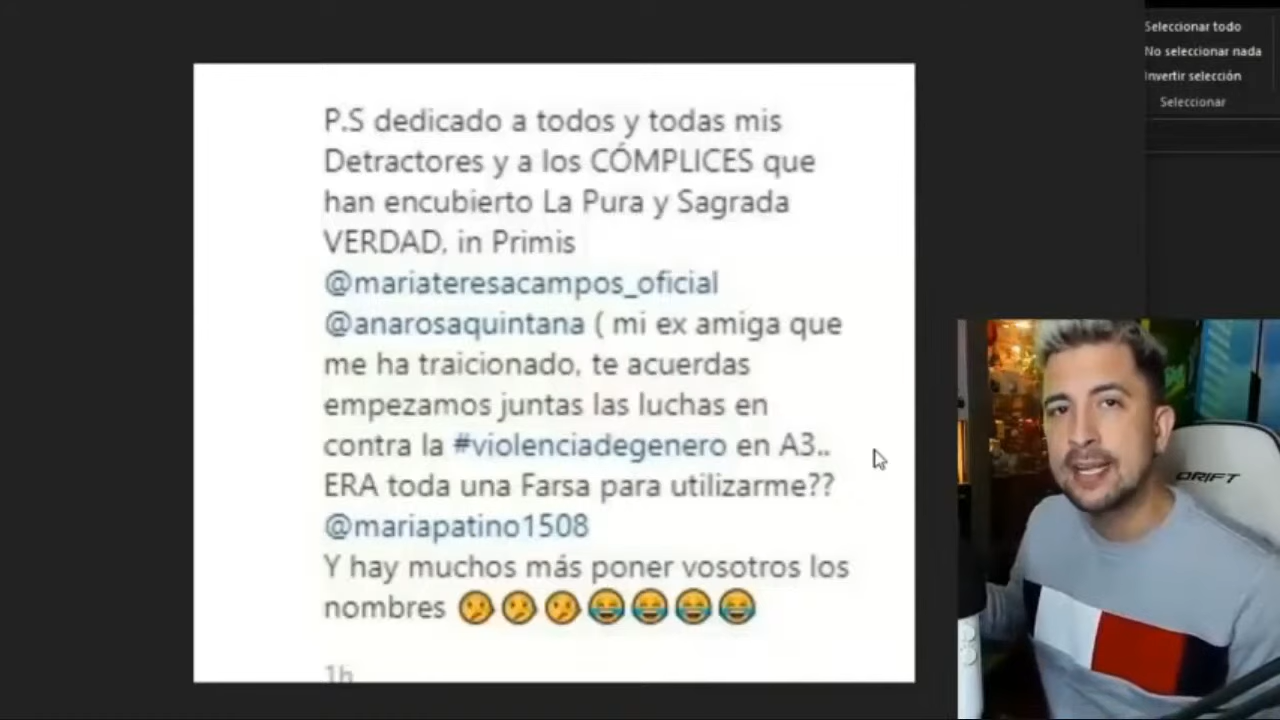 Seleccionar todo
No seleccionar nada
Invertir selección
Seleccionar
P.S dedicado a todos y todas mis
Detractores y a los CÓMPLICES que
han encubierto La Pura y Sagrada
VERDAD, in Primis
@mariateresacampos_oficial
@anarosaquintana ( mi ex amiga que
me ha traicionado, te acuerdas
empezamos juntas las luchas en
contra la #violenciadegenero en A3..
ERA toda una Farsa para utilizarme??
@mariapatino1508
Y hay muchos más poner vosotros los
nombres 🤔🤔🤔😂😂😂😂
1h
DRIFT